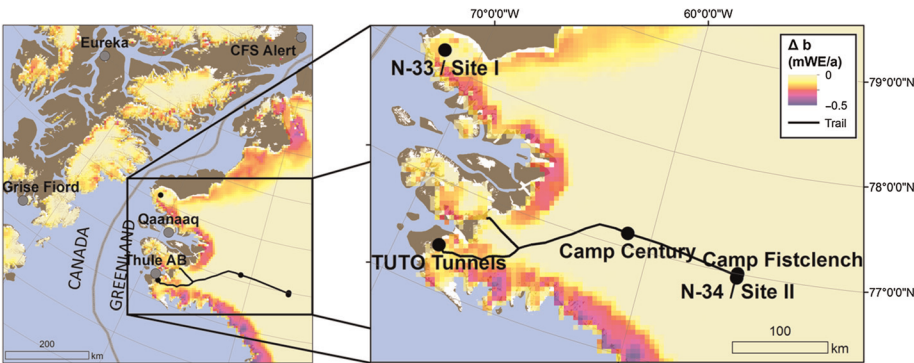 Eureka
CFS Alert
Grise Fiord
Qaanaaq
CANADA
GREENLAND
Thule AB
200
km
70°0'0"W
60°0'0"W
N-33 / Site I
Δ b
(mWE/a)
0
-0.5
Trail
79°0'0"N
78°0'0"N
77°0'0"N
Camp Century
Camp Fistclench
TUTO Tunnels
N-34 / Site II
100
km